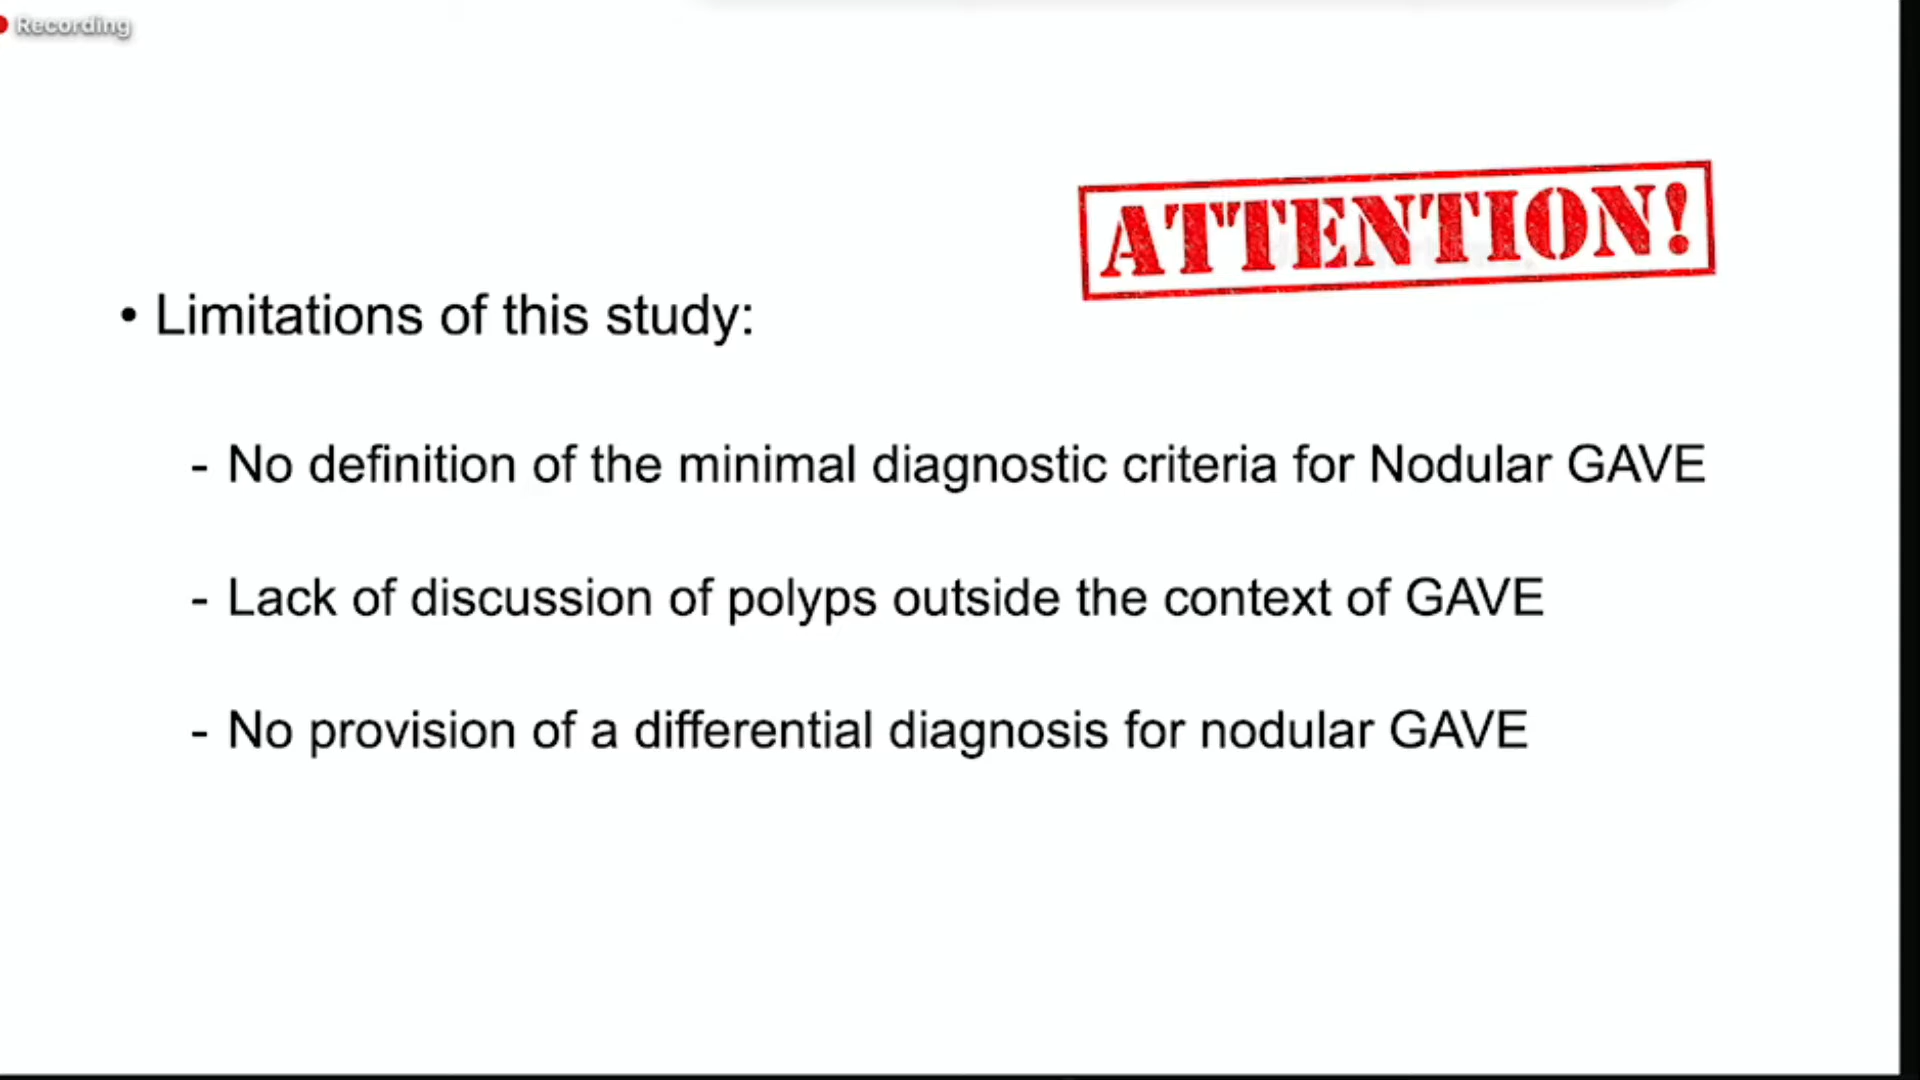 Recording
ATTENTION!
• Limitations of this study:
- No definition of the minimal diagnostic criteria for Nodular GAVE
- Lack of discussion of polyps outside the context of GAVE
- No provision of a differential diagnosis for nodular GAVE